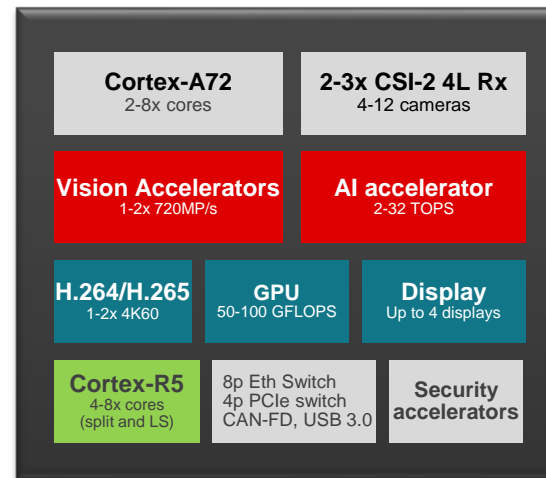 Cortex-A72
2-8x cores
2-3x CSI-2 4L Rx
4-12 cameras
Vision Accelerators
1-2x 720MP/s
AI accelerator
2-32 TOPS
H.264/H.265
1-2x 4K60
GPU
50-100 GFLOPS
Display
Up to 4 displays
Cortex-R5
4-8x cores
(split and LS)
8p Eth Switch
4p PCIe switch
CAN-FD, USB 3.0
Security
accelerators